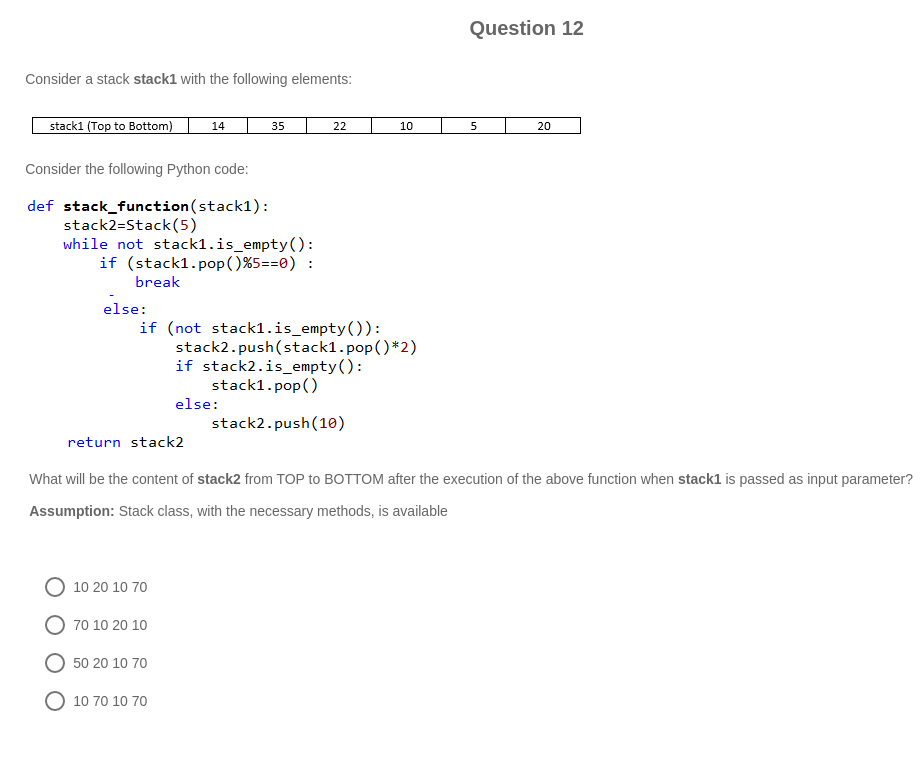 Question 12
Consider a stack stack1 with the following elements:
stack1 (Top to Bottom) 14 35 22 10 5 20
Consider the following Python code:
def stack_function(stack1):
    stack2=Stack(5)
    while not stack1.is_empty():
        if (stack1.pop()%5==0) :
            break
        else:
            if (not stack1.is_empty()):
                stack2.push(stack1.pop()*2)
                if stack2.is_empty():
                    stack1.pop()
                else:
                    stack2.push(10)
    return stack2
What will be the content of stack2 from TOP to BOTTOM after the execution of the above function when stack1 is passed as input parameter?
Assumption: Stack class, with the necessary methods, is available
10 20 10 70
70 10 20 10
50 20 10 70
10 70 10 70